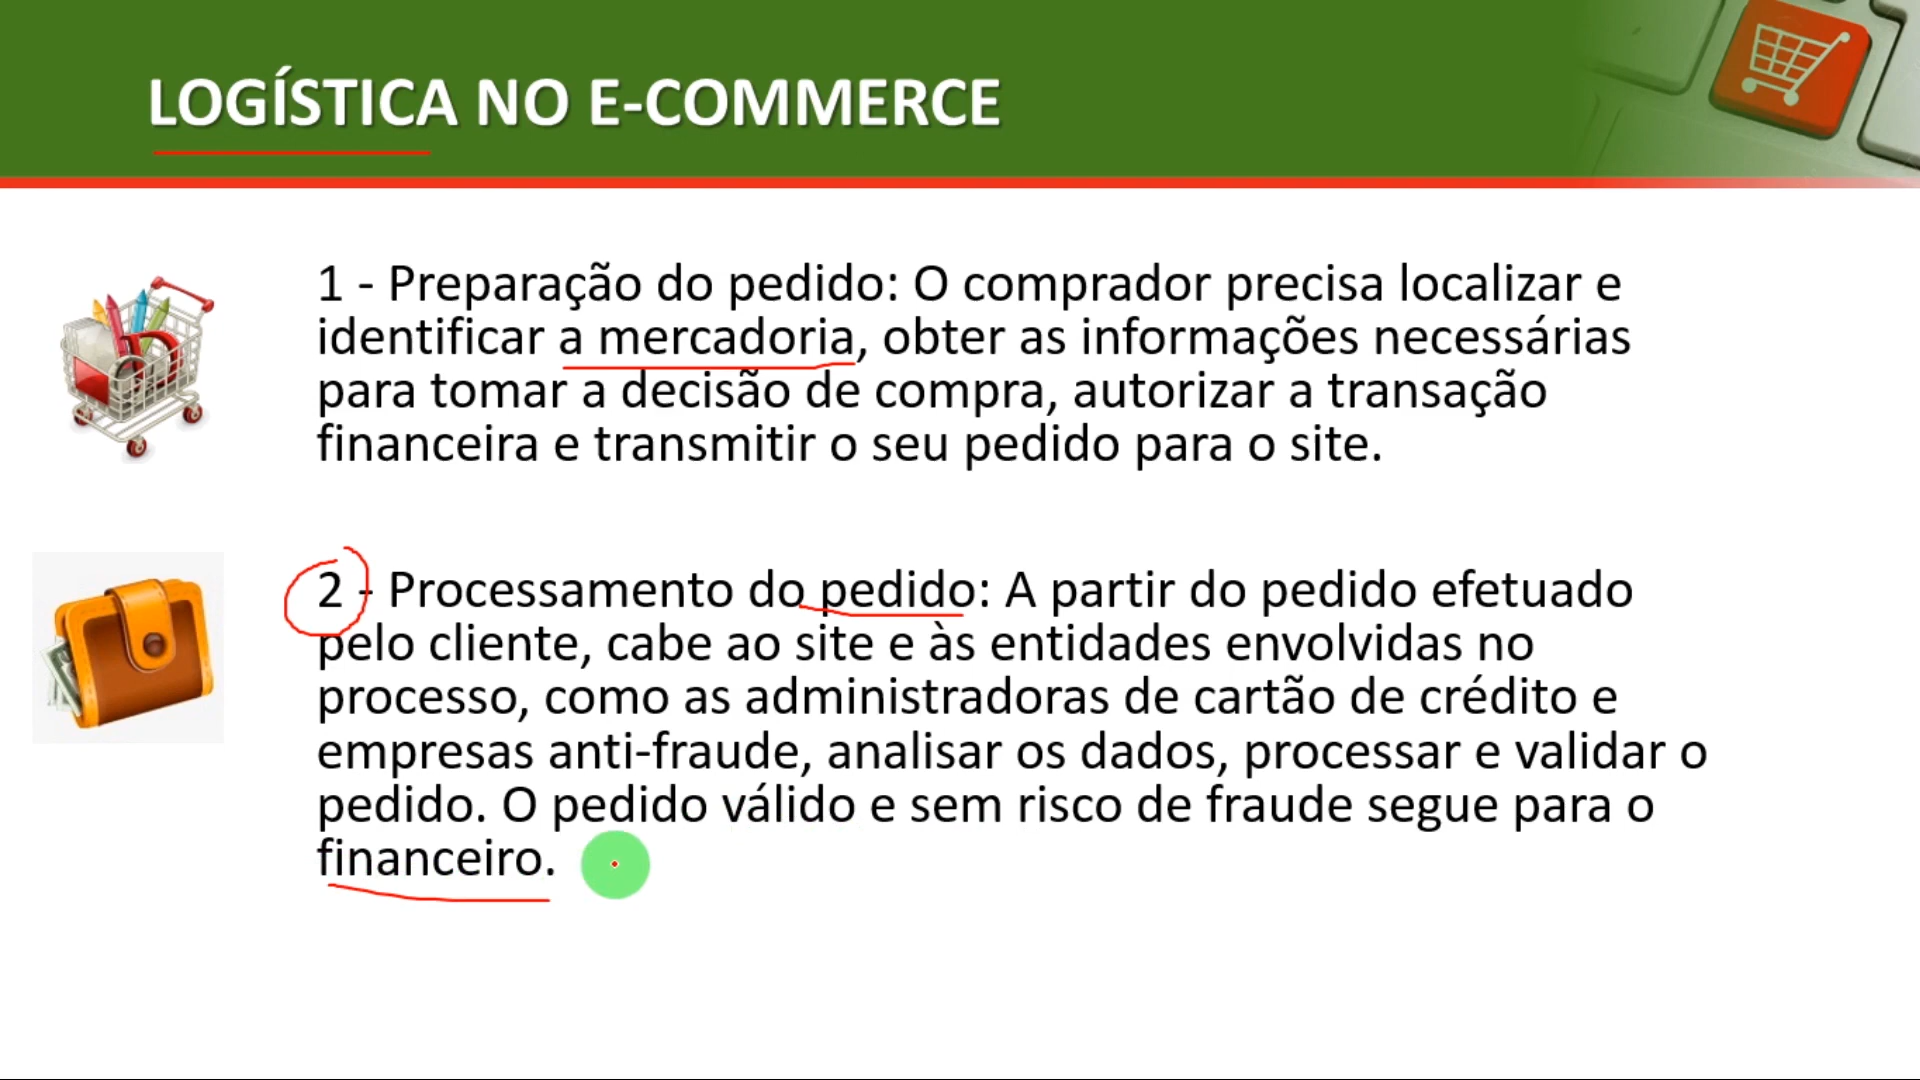 LOGÍSTICA NO E-COMMERCE
1 - Preparação do pedido: O comprador precisa localizar e
identificar a mercadoria, obter as informações necessárias
para tomar a decisão de compra, autorizar a transação
financeira e transmitir o seu pedido para o site.
2 - Processamento do pedido: A partir do pedido efetuado
pelo cliente, cabe ao site e às entidades envolvidas no
processo, como as administradoras de cartão de crédito e
empresas anti-fraude, analisar os dados, processar e validar o
pedido. O pedido válido e sem risco de fraude segue para o
financeiro.